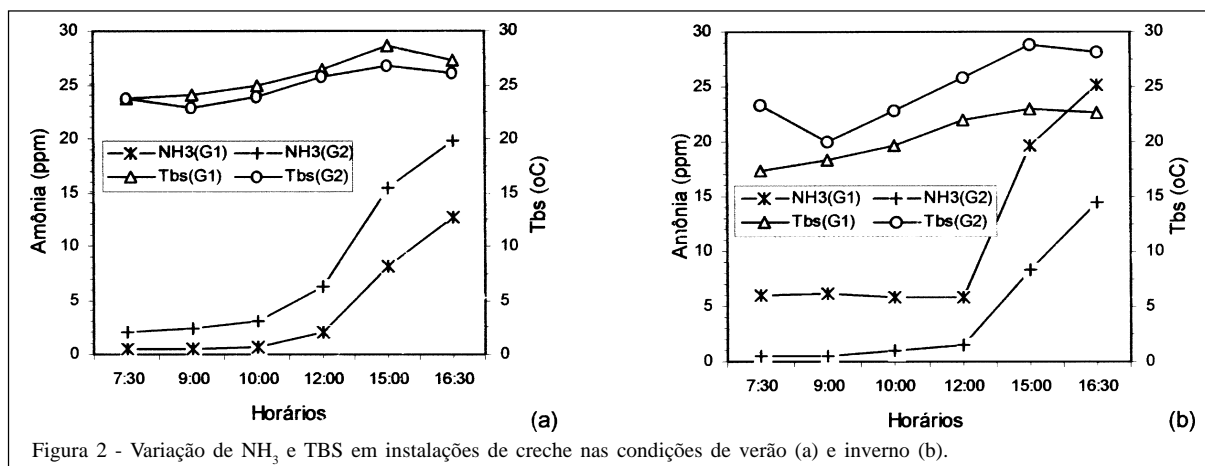 30
25
20
15
10
5
0
Amônia (ppm)
NH3(G1) NH3(G2)
Tbs(G1) Tbs(G2)
30
25
20
15
10
5
0
Tbs (oC)
7:30 9:00 10:00 12:00 15:00 16:30
Horários
(a)
30
25
20
15
10
5
0
Amônia (ppm)
NH3(G1) NH3(G2)
Tbs(G1) Tbs(G2)
30
25
20
15
10
5
0
Tbs (oC)
7:30 9:00 10:00 12:00 15:00 16:30
Horários
(b)
Figura 2 - Variação de NH₃ e TBS em instalações de creche nas condições de verão (a) e inverno (b).